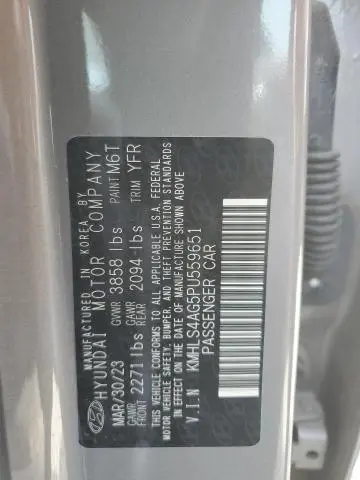 MANUFACTURED IN KOREA BY
HYUNDAI MOTOR COMPANY
MAR/30/23 GVWR 3858 lbs PAINT M6T
GAWR FRONT 2271lbs GAWR REAR 2094 lbs TRIM YFR
THIS VEHICLE CONFORMS TO ALL APPLICABLE U.S.A. FEDERAL
MOTOR VEHICLE SAFETY, BUMPER, AND THEFT PREVENTION STANDARDS
IN EFFECT ON THE DATE OF MANUFACTURE SHOWN ABOVE
V.I.N KMHLS4AG5PU559651
PASSENGER CAR